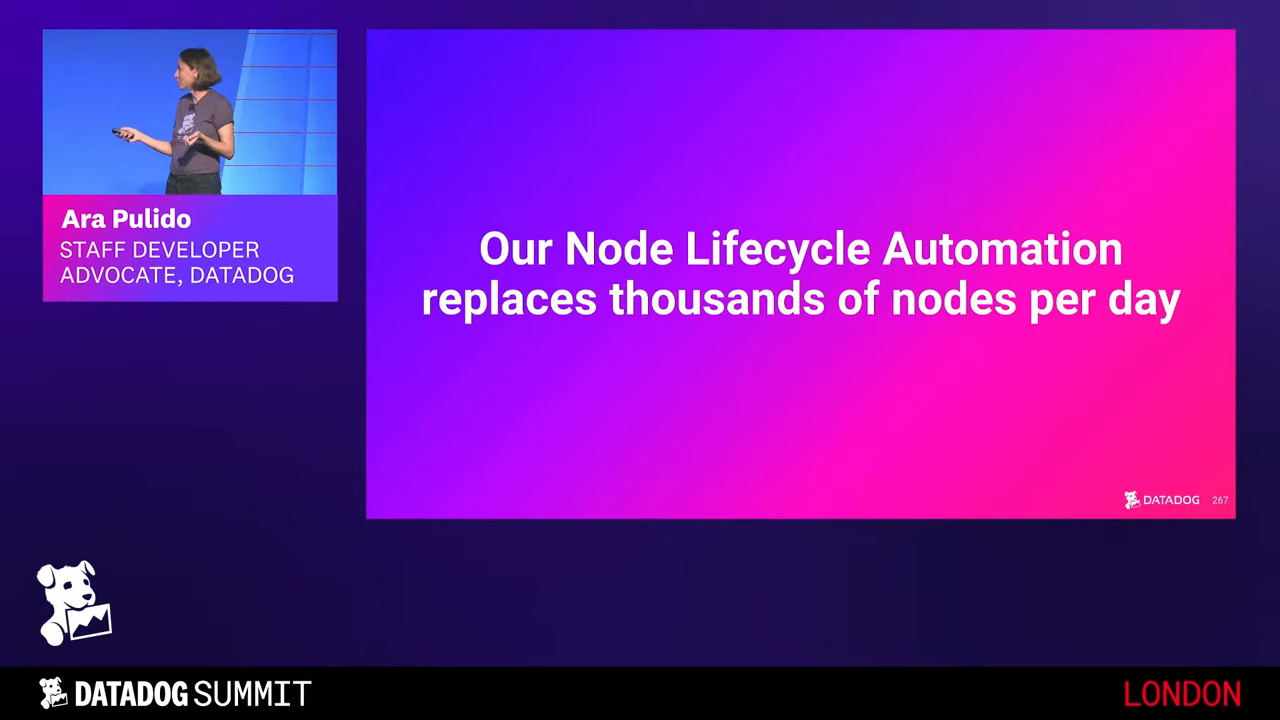 Ara Pulido
STAFF DEVELOPER
ADVOCATE, DATADOG
Our Node Lifecycle Automation
replaces thousands of nodes per day
DATADOG 267
DATADOG SUMMIT
LONDON